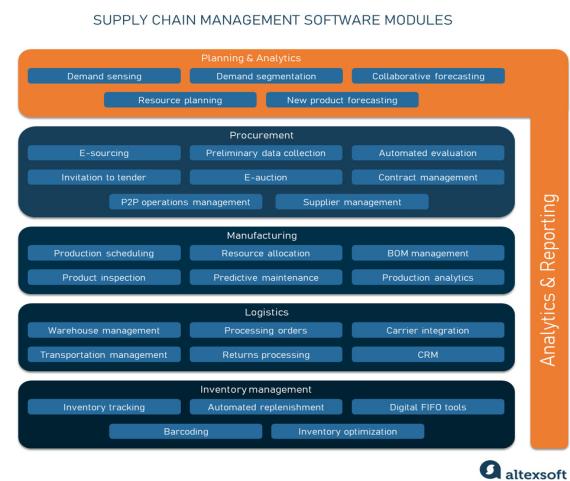 SUPPLY CHAIN MANAGEMENT SOFTWARE MODULES
Planning & Analytics
Demand sensing
Demand segmentation
Collaborative forecasting
Resource planning
New product forecasting
Procurement
E-sourcing
Preliminary data collection
Automated evaluation
Invitation to tender
E-auction
Contract management
P2P operations management
Supplier management
Manufacturing
Production scheduling
Resource allocation
BOM management
Product inspection
Predictive maintenance
Production analytics
Logistics
Warehouse management
Processing orders
Carrier integration
Transportation management
Returns processing
CRM
Inventory management
Inventory tracking
Automated replenishment
Digital FIFO tools
Barcoding
Inventory optimization
Analytics & Reporting
altexsoft